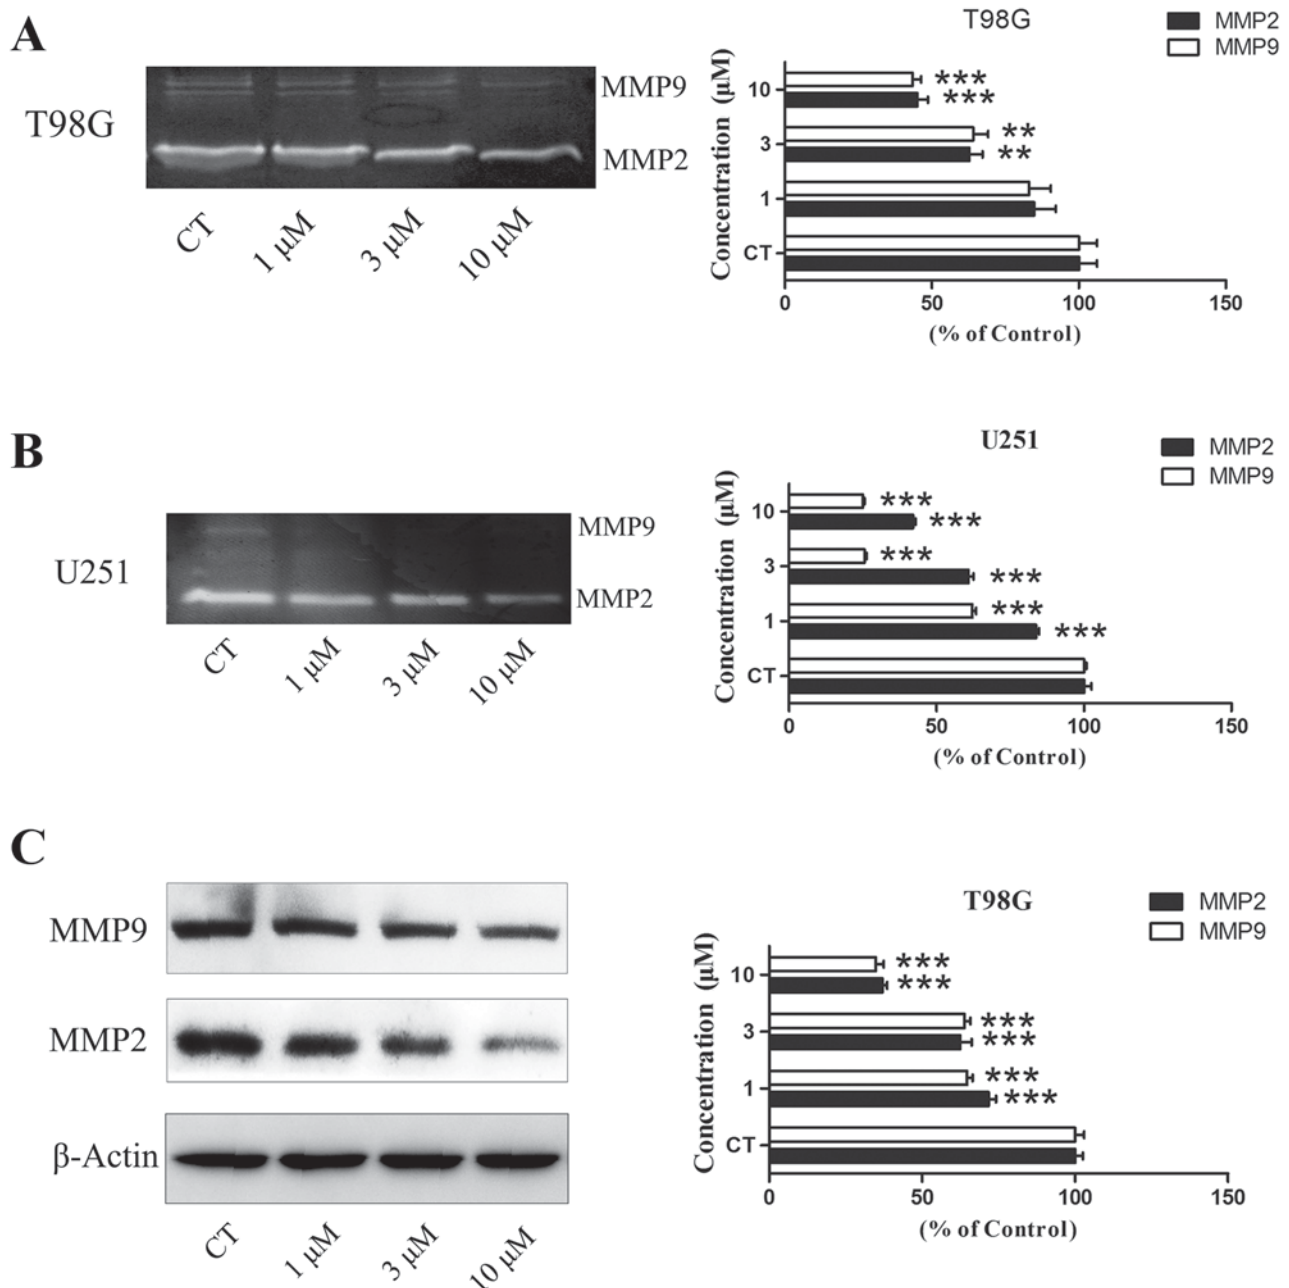 A
T98G
MMP9
MMP2
CT
1 μM
3 μM
10 μM
T98G
MMP2
MMP9
Concentration (μM)
10
***
***
3
**
**
1
CT
0
50
100
150
(% of Control)
B
U251
MMP9
MMP2
CT
1 μM
3 μM
10 μM
U251
MMP2
MMP9
Concentration (μM)
10
***
***
3
***
***
1
***
***
CT
0
50
100
150
(% of Control)
C
MMP9
MMP2
β-Actin
CT
1 μM
3 μM
10 μM
T98G
MMP2
MMP9
Concentration (μM)
10
***
***
3
***
***
1
***
***
CT
0
50
100
150
(% of Control)